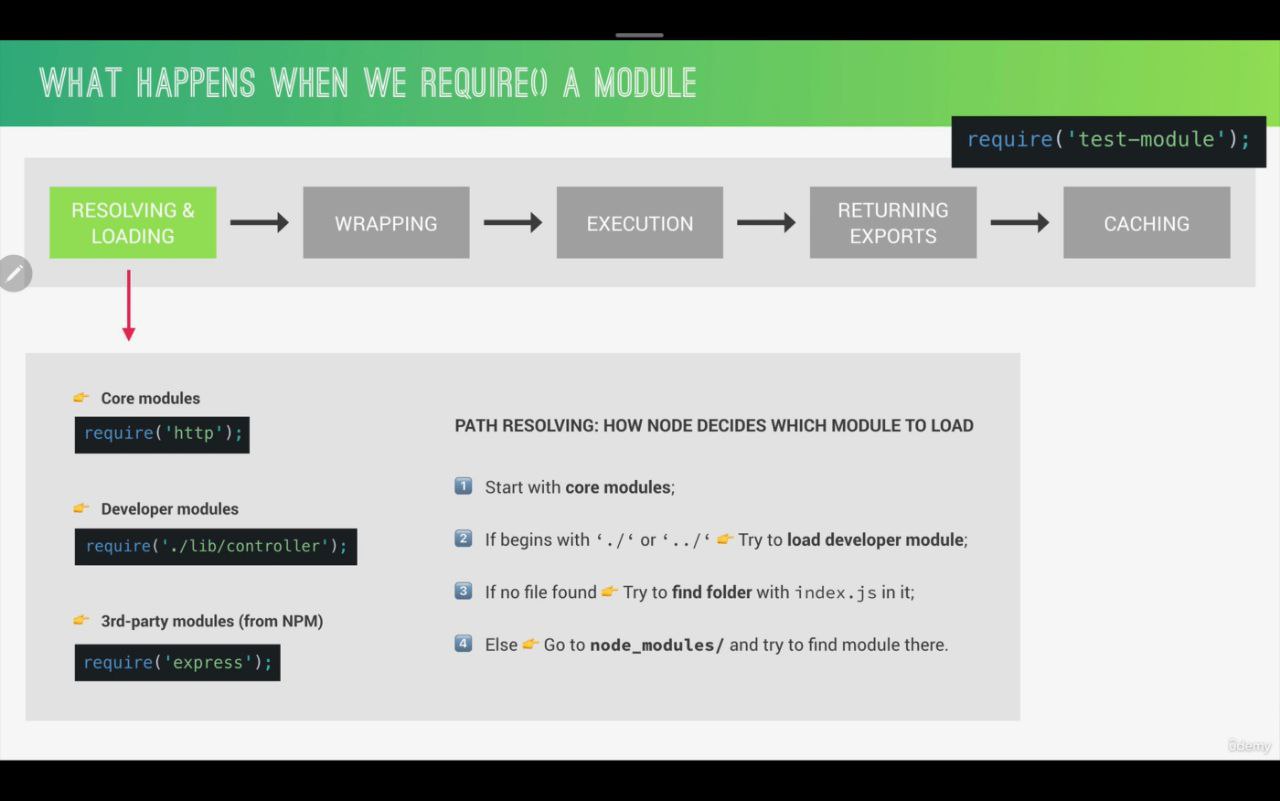 WHAT HAPPENS WHEN WE REQUIRE() A MODULE
require('test-module');
RESOLVING &
LOADING
WRAPPING
EXECUTION
RETURNING
EXPORTS
CACHING
Core modules
require('http');
Developer modules
require('./lib/controller');
3rd-party modules (from NPM)
require('express');
PATH RESOLVING: HOW NODE DECIDES WHICH MODULE TO LOAD
1 Start with core modules;
2 If begins with ‘./‘ or ‘../‘ 👉 Try to load developer module;
3 If no file found 👉 Try to find folder with index.js in it;
4 Else 👉 Go to node_modules/ and try to find module there.
ûdemy